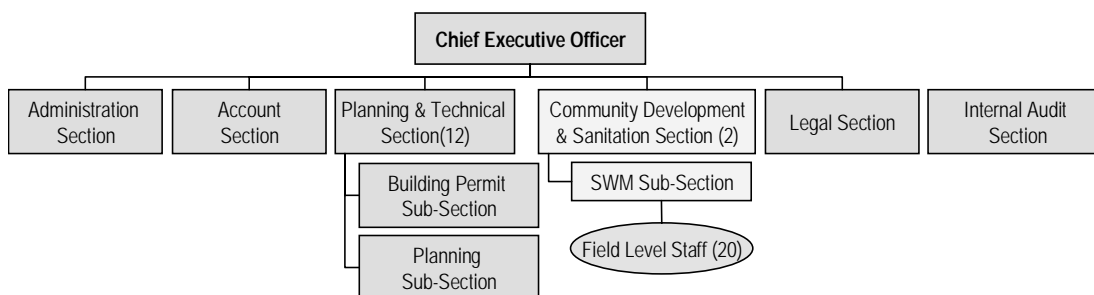 Chief Executive Officer
Administration
Section
Account
Section
Planning & Technical
Section(12)
Community Development
& Sanitation Section (2)
Legal Section
Internal Audit
Section
Building Permit
Sub-Section
Planning
Sub-Section
SWM Sub-Section
Field Level Staff (20)